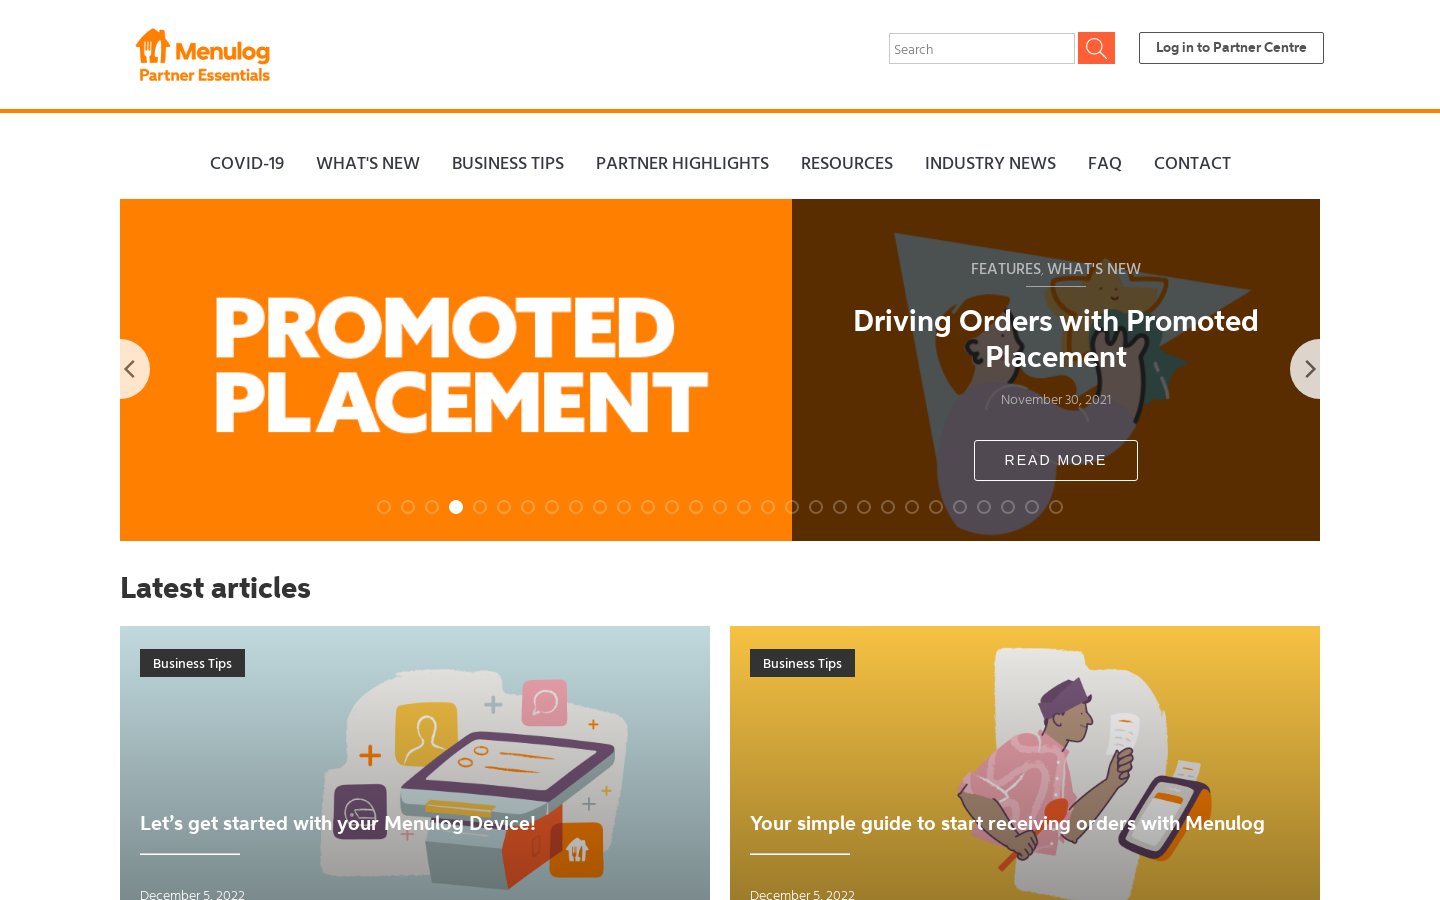 Menulog
Partner Essentials
Search
Log in to Partner Centre
COVID-19 WHAT'S NEW BUSINESS TIPS PARTNER HIGHLIGHTS RESOURCES INDUSTRY NEWS FAQ CONTACT
PROMOTED
PLACEMENT
FEATURES, WHAT'S NEW
Driving Orders with Promoted
Placement
November 30, 2021
READ MORE
Latest articles
Business Tips
Let’s get started with your Menulog Device!
December 5, 2022
Business Tips
Your simple guide to start receiving orders with Menulog
December 5, 2022